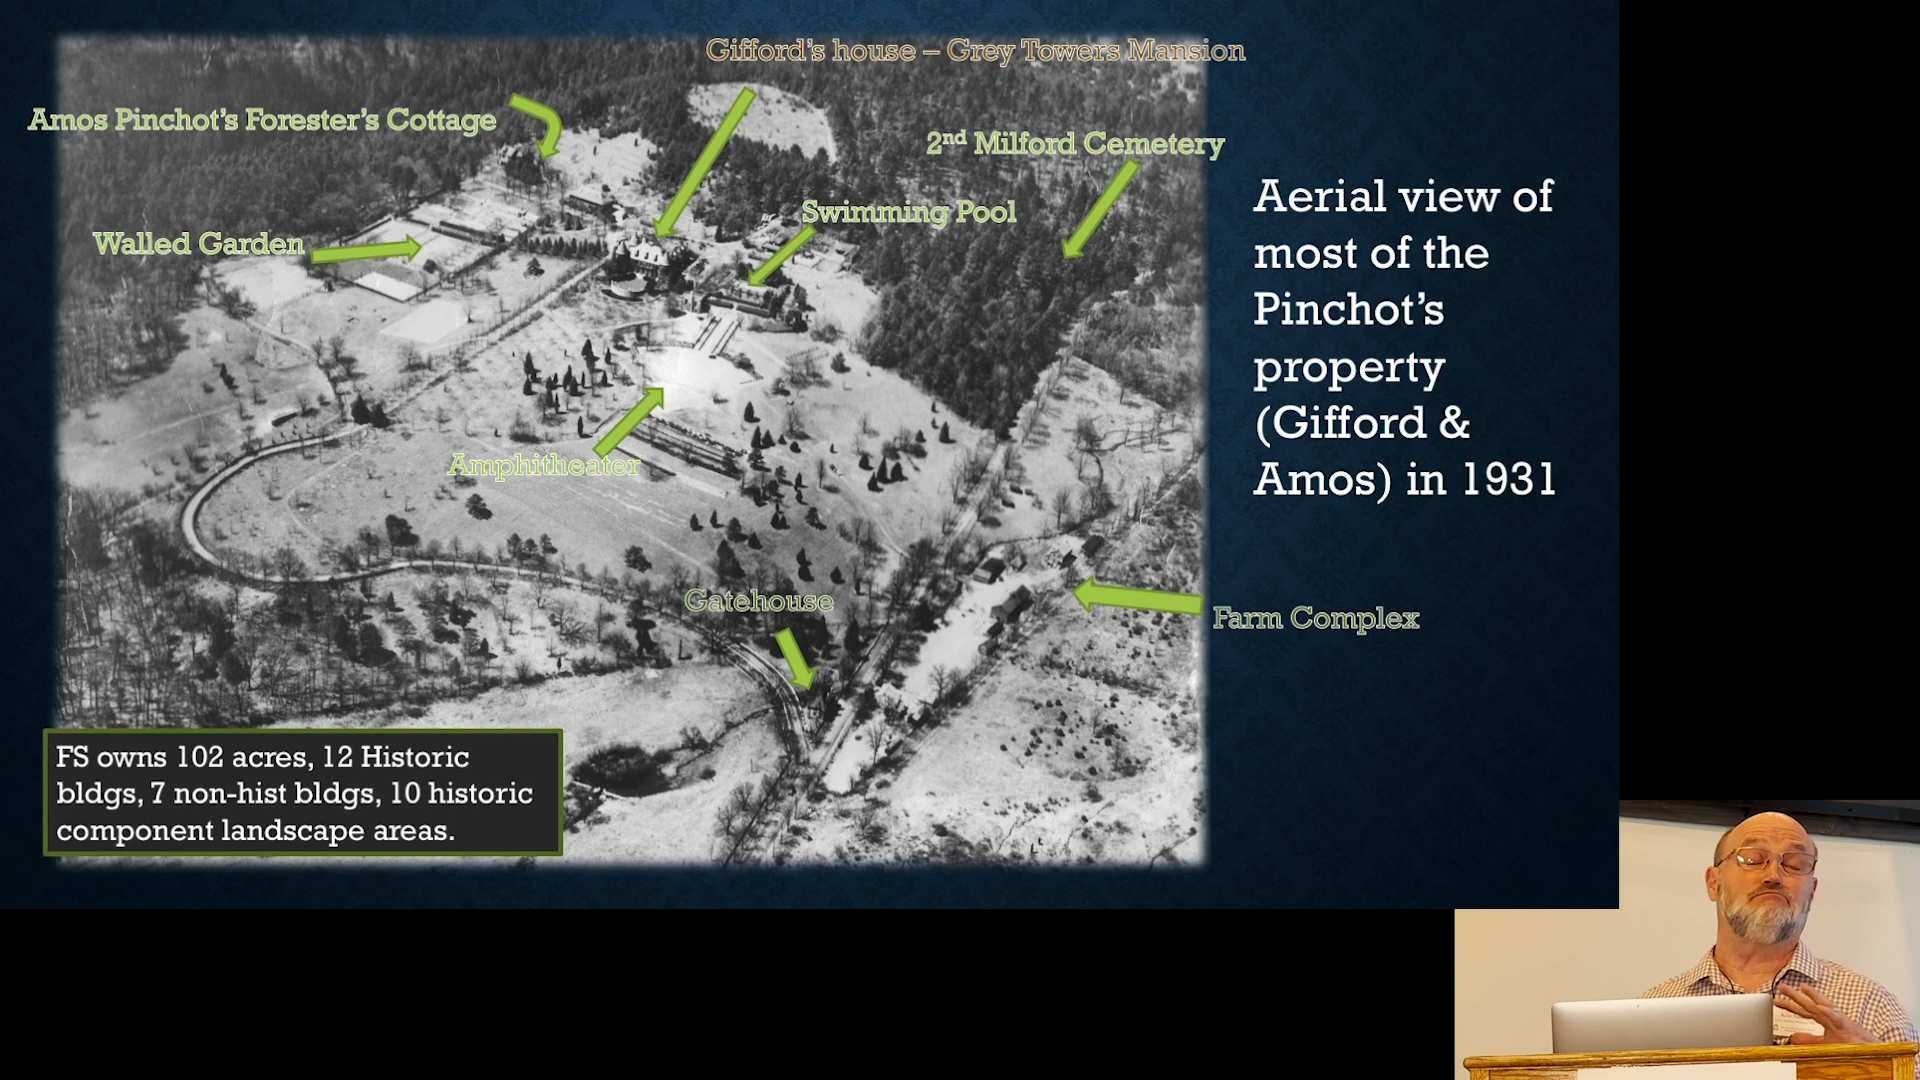 Gifford's house – Grey Towers Mansion
Amos Pinchot's Forester's Cottage
2nd Milford Cemetery
Swimming Pool
Walled Garden
Amphitheater
Gatehouse
Farm Complex
Aerial view of
most of the
Pinchot's
property
(Gifford &
Amos) in 1931
FS owns 102 acres, 12 Historic
bldgs, 7 non-hist bldgs, 10 historic
component landscape areas.